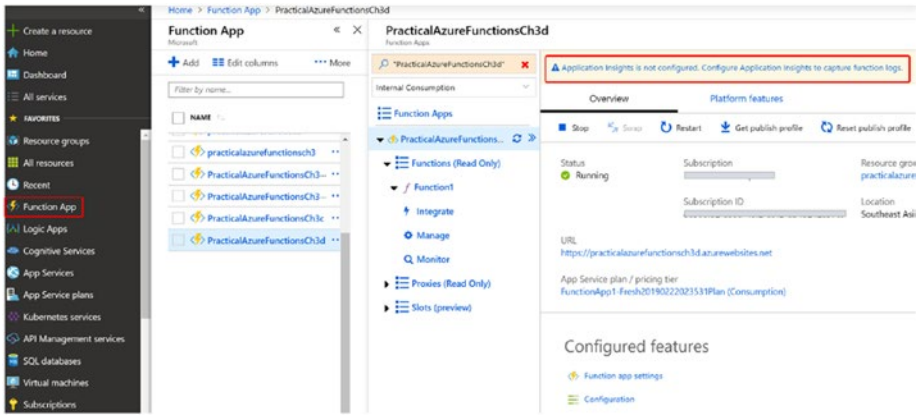 Home > Function App > PracticalAzureFunctionsCh3d
Create a resource
Home
Dashboard
All services
FAVORITES
Resource groups
All resources
Recent
Function App
Logic Apps
Cognitive Services
App Services
App Service plans
Kubernetes services
API Management services
SQL databases
Virtual machines
Subscriptions
Function App
Microsoft
Add Edit columns ··· More
Filter by name...
NAME
practicalazurefunctionsch3
PracticalAzureFunctionsCh3...
PracticalAzureFunctionsCh3...
PracticalAzureFunctionsCh3c
PracticalAzureFunctionsCh3d
PracticalAzureFunctionsCh3d
Function Apps
"PracticalAzureFunctionsCh3d"
Internal Consumption
Function Apps
PracticalAzureFunctions...
Functions (Read Only)
Function1
Integrate
Manage
Monitor
Proxies (Read Only)
Slots (preview)
Application Insights is not configured. Configure Application Insights to capture function logs.
Overview Platform features
Stop Swap Restart Get publish profile Reset publish profile
Status
Running
Subscription
Subscription ID
Resource grou
practicalazure
Location
Southeast Asi
URL
https://practicalazurefunctionsch3d.azurewebsites.net
App Service plan / pricing tier
FunctionApp1-Fresh20190222023531Plan (Consumption)
Configured features
Function app settings
Configuration